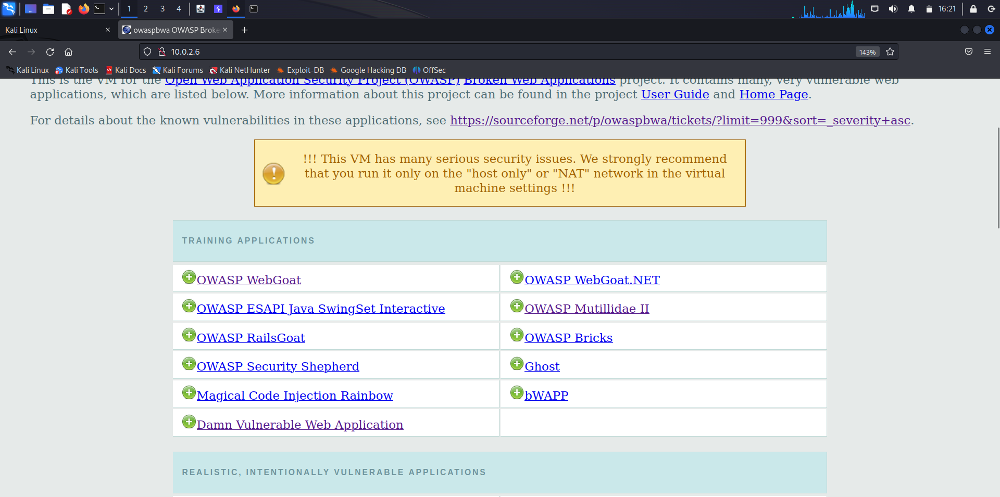 1 2 3 4
16:21
Kali Linux
owaspbwa OWASP Broke
10.0.2.6
143%
Kali Linux Kali Tools Kali Docs Kali Forums Kali NetHunter Exploit-DB Google Hacking DB OffSec
This is the VM for the Open Web Application Security Project (OWASP) Broken Web Applications project. It contains many, very vulnerable web
applications, which are listed below. More information about this project can be found in the project User Guide and Home Page.
For details about the known vulnerabilities in these applications, see https://sourceforge.net/p/owaspbwa/tickets/?limit=999&sort=_severity+asc.
!!! This VM has many serious security issues. We strongly recommend
that you run it only on the "host only" or "NAT" network in the virtual
machine settings !!!
TRAINING APPLICATIONS
OWASP WebGoat
OWASP WebGoat.NET
OWASP ESAPI Java SwingSet Interactive
OWASP Mutillidae II
OWASP RailsGoat
OWASP Bricks
OWASP Security Shepherd
Ghost
Magical Code Injection Rainbow
bWAPP
Damn Vulnerable Web Application
REALISTIC, INTENTIONALLY VULNERABLE APPLICATIONS